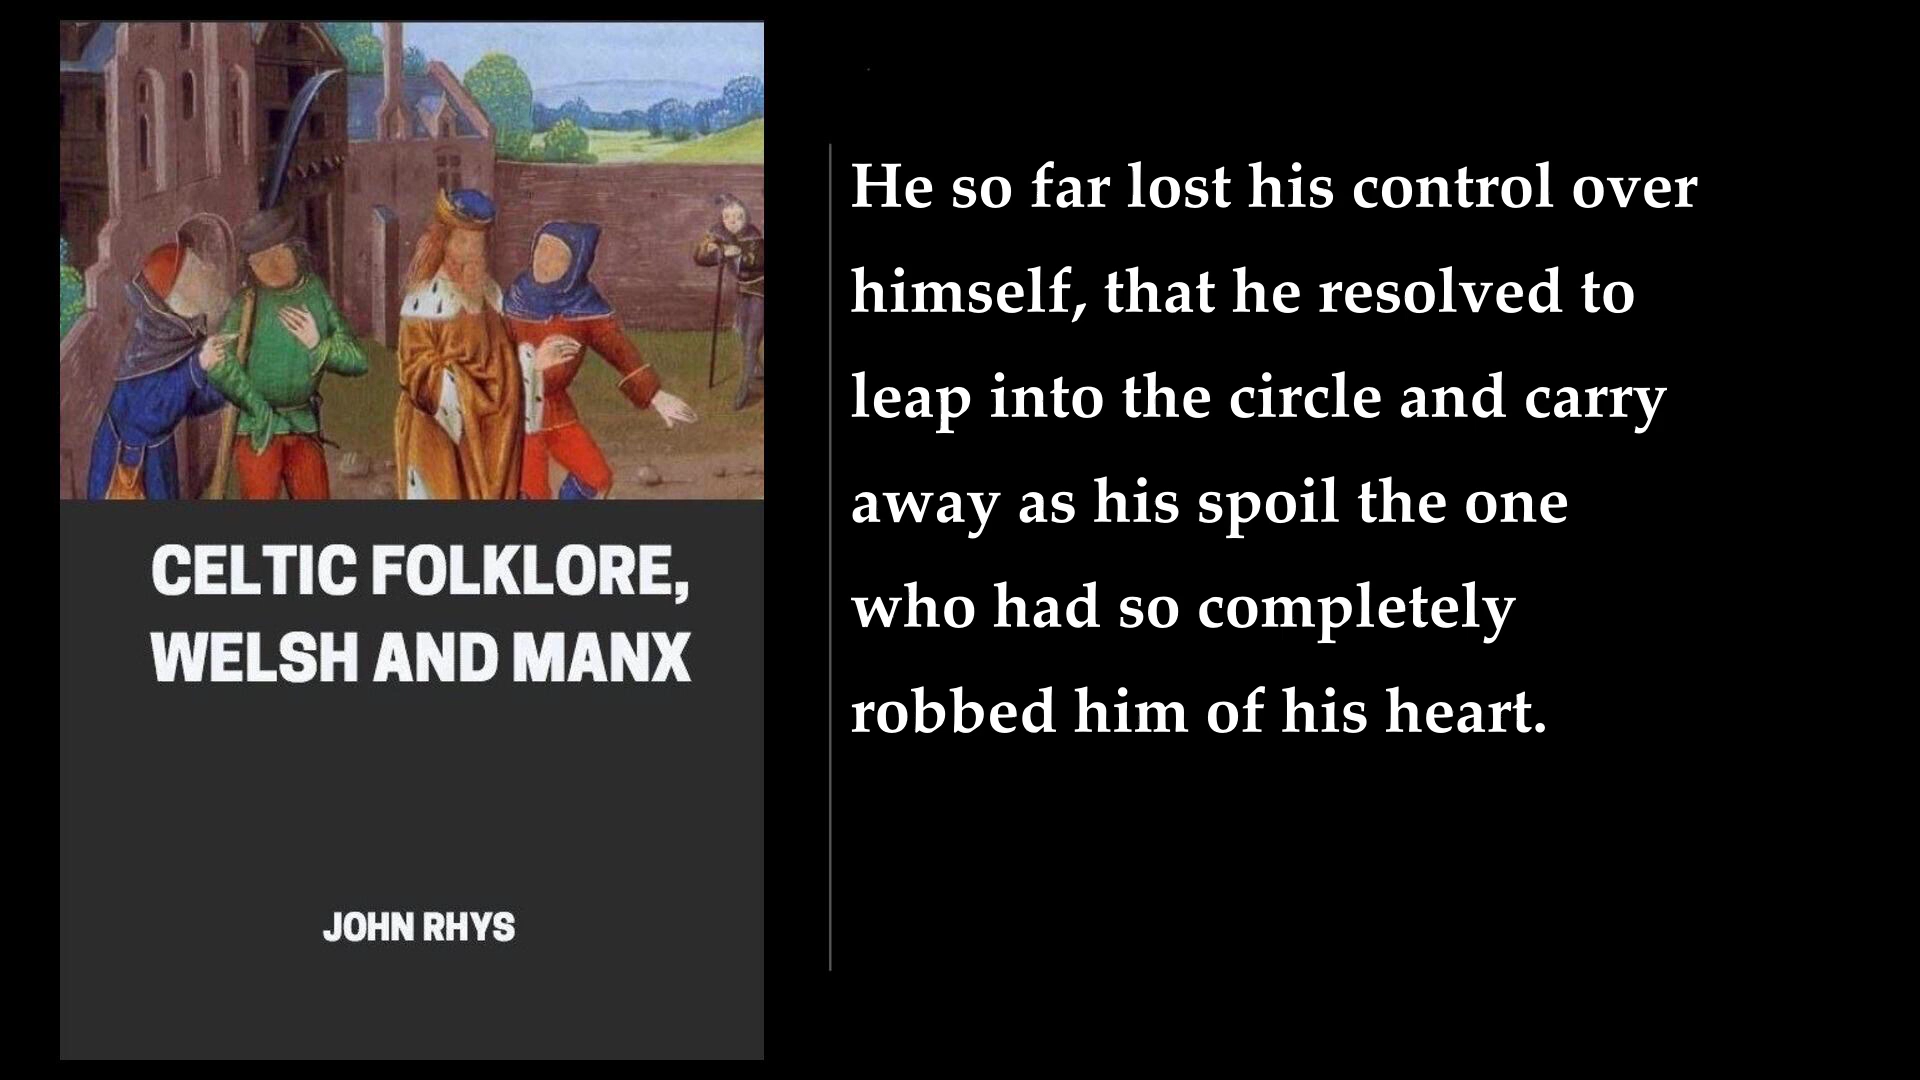 CELTIC FOLKLORE,
WELSH AND MANX
JOHN RHYS
He so far lost his control over
himself, that he resolved to
leap into the circle and carry
away as his spoil the one
who had so completely
robbed him of his heart.